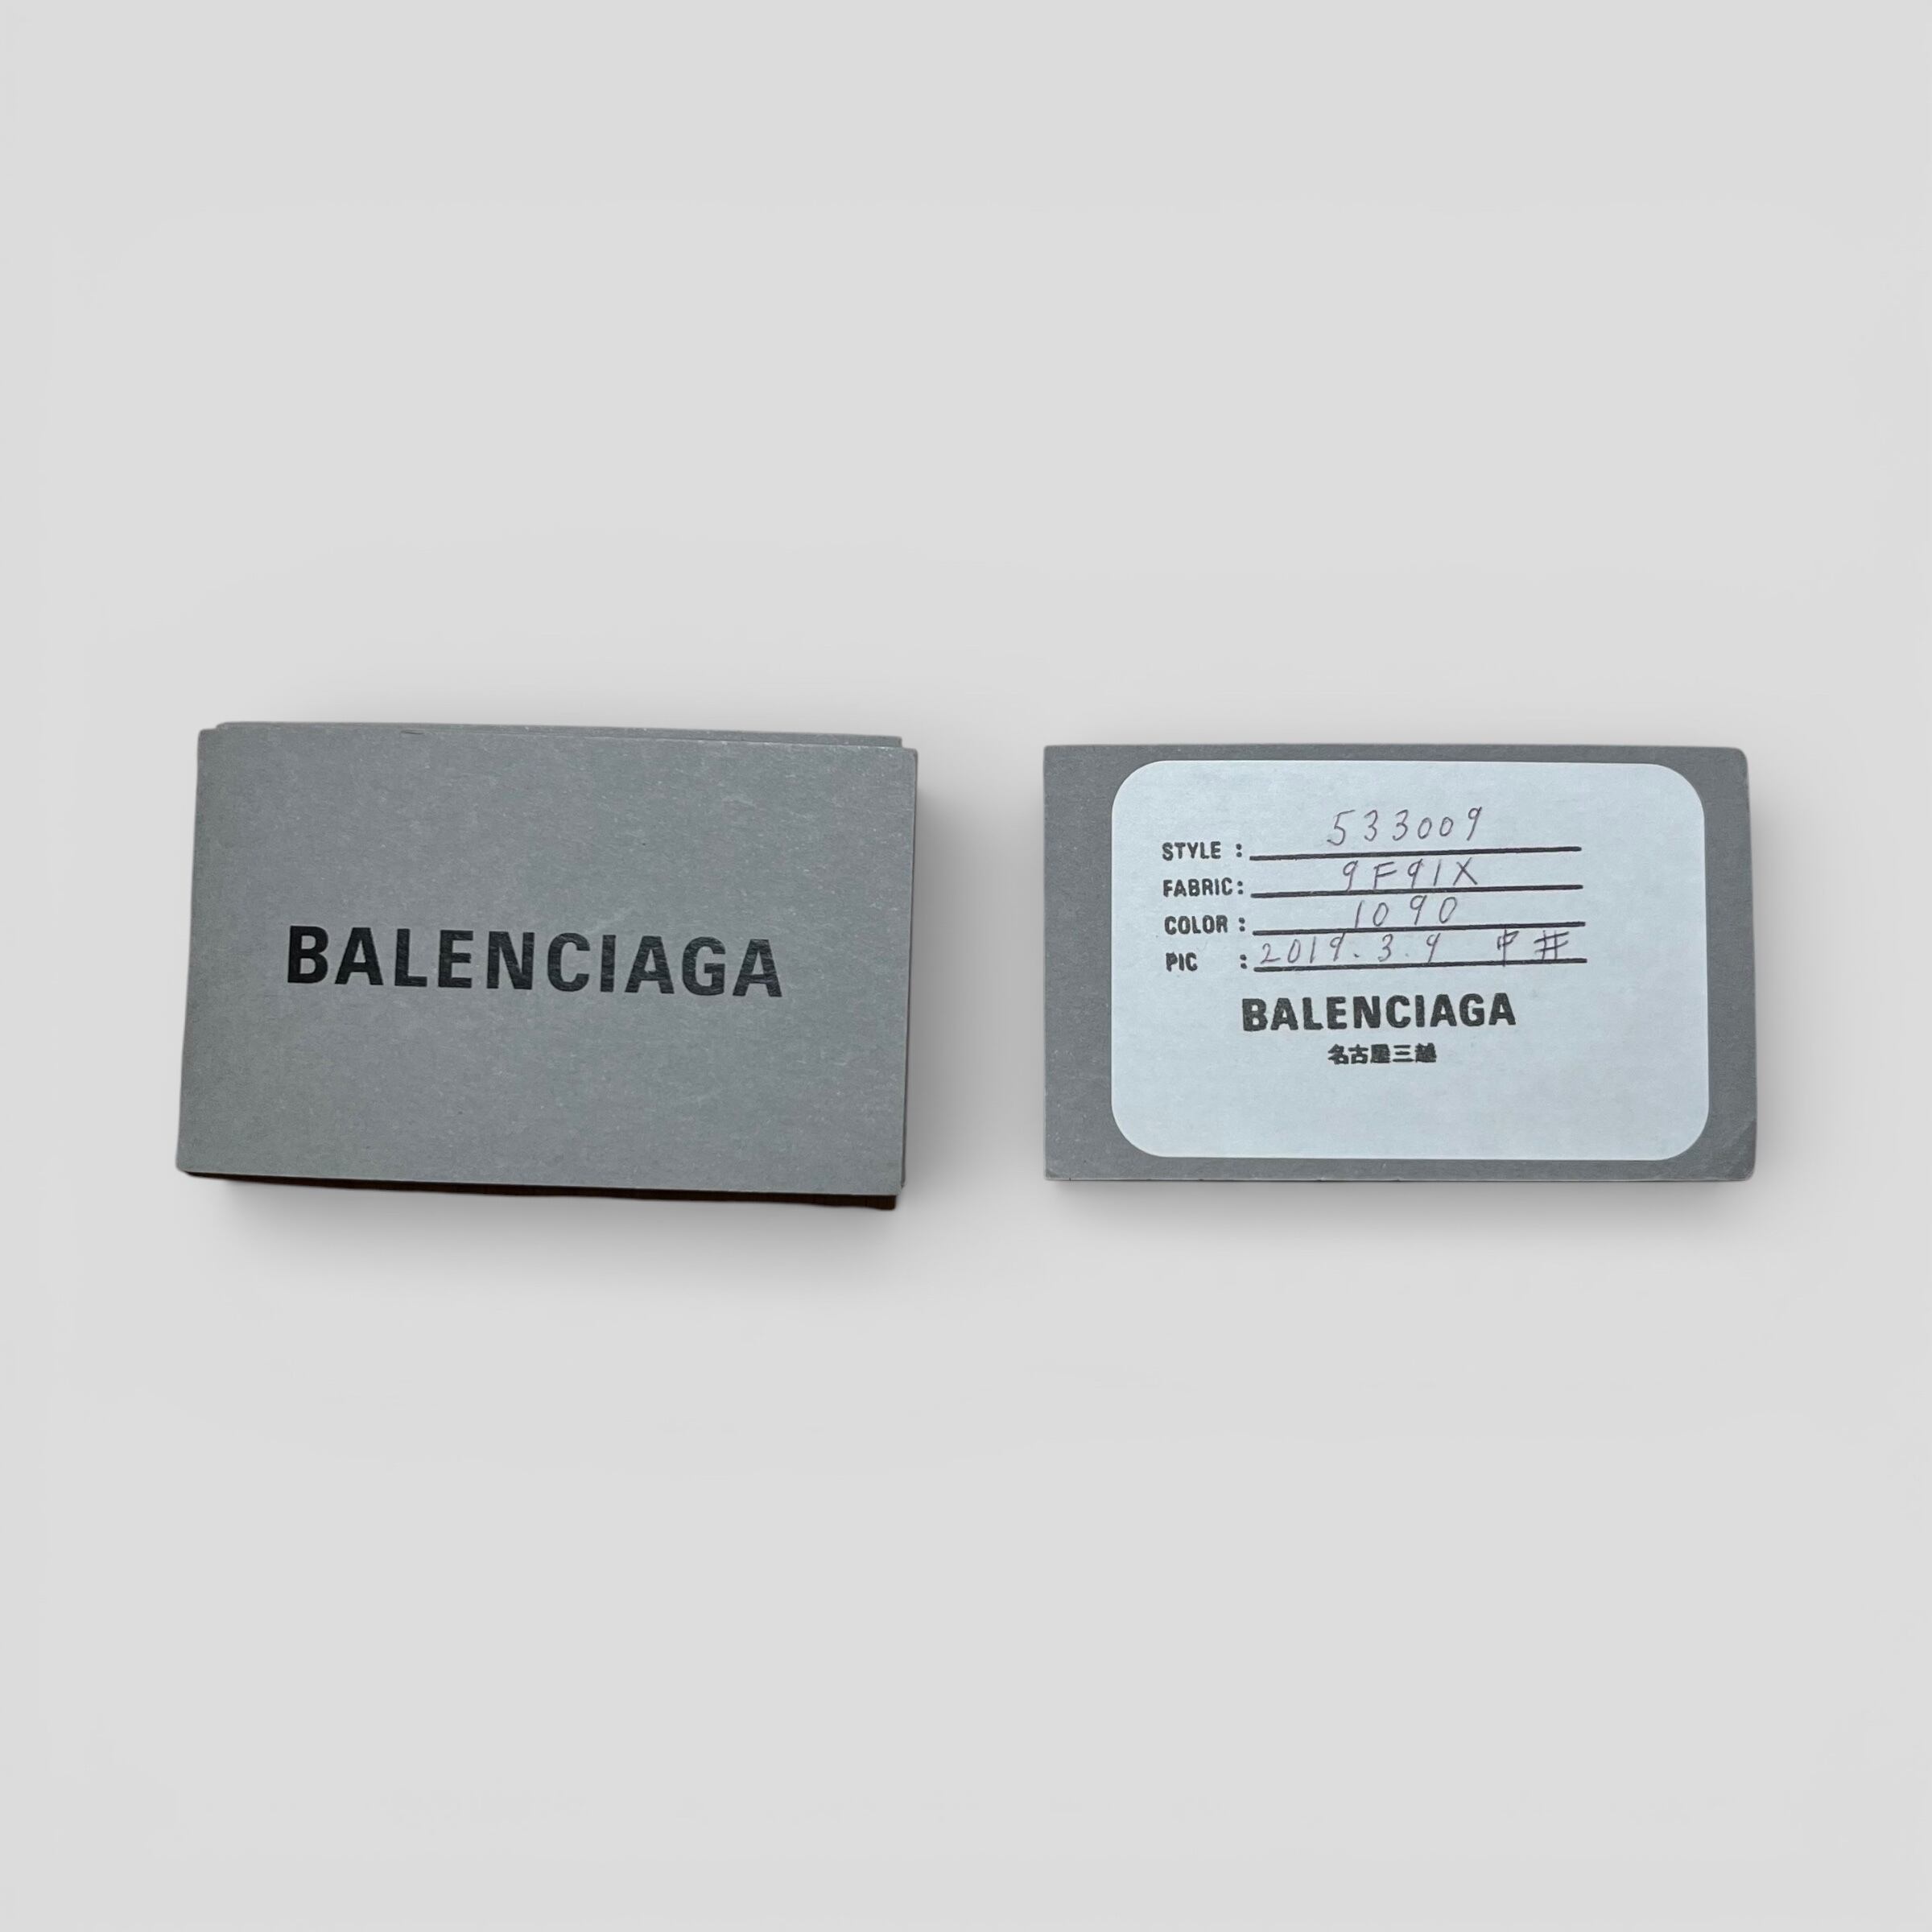 BALENCIAGA
STYLE : 533009
FABRIC: 9F91X
COLOR : 1090
PIC : 2019.3.9 中井
BALENCIAGA
名古屋三越